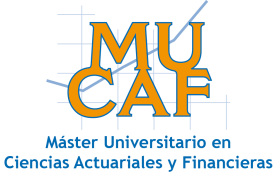 MU
CAF
Máster Universitario en
Ciencias Actuariales y Financieras